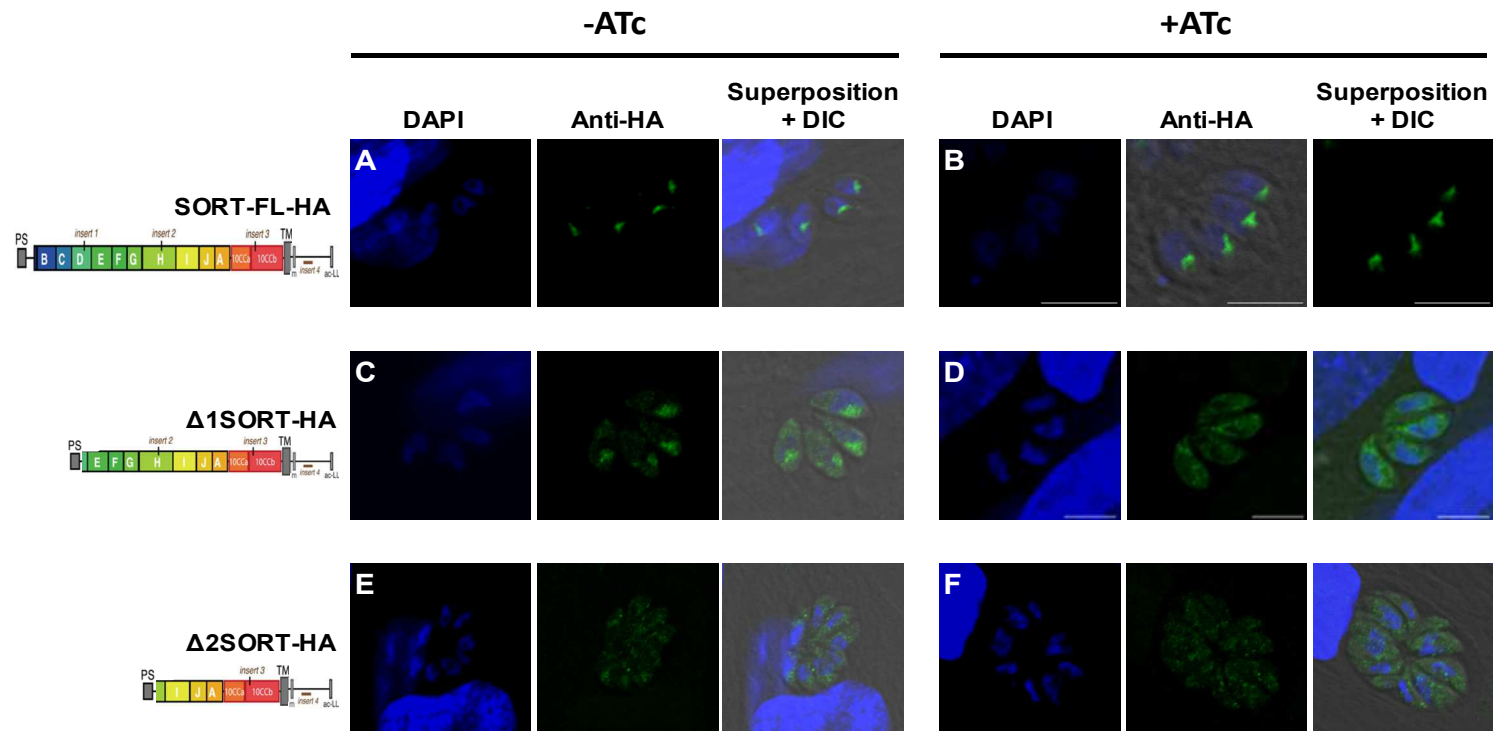 -ATc
+ATc
DAPI
Anti-HA
Superposition
+ DIC
DAPI
Anti-HA
Superposition
+ DIC
A
B
SORT-FL-HA
PS
insert 1
insert 2
insert 3
TM
B C D E F G H I J A 10CCa 10CCb
m
insert 4
ac-LL
C
D
Δ1SORT-HA
PS
insert 2
insert 3
TM
E F G H I J A 10CCa 10CCb
m
insert 4
ac-LL
E
F
Δ2SORT-HA
PS
insert 3
TM
I J A 10CCa 10CCb
m
insert 4
ac-LL